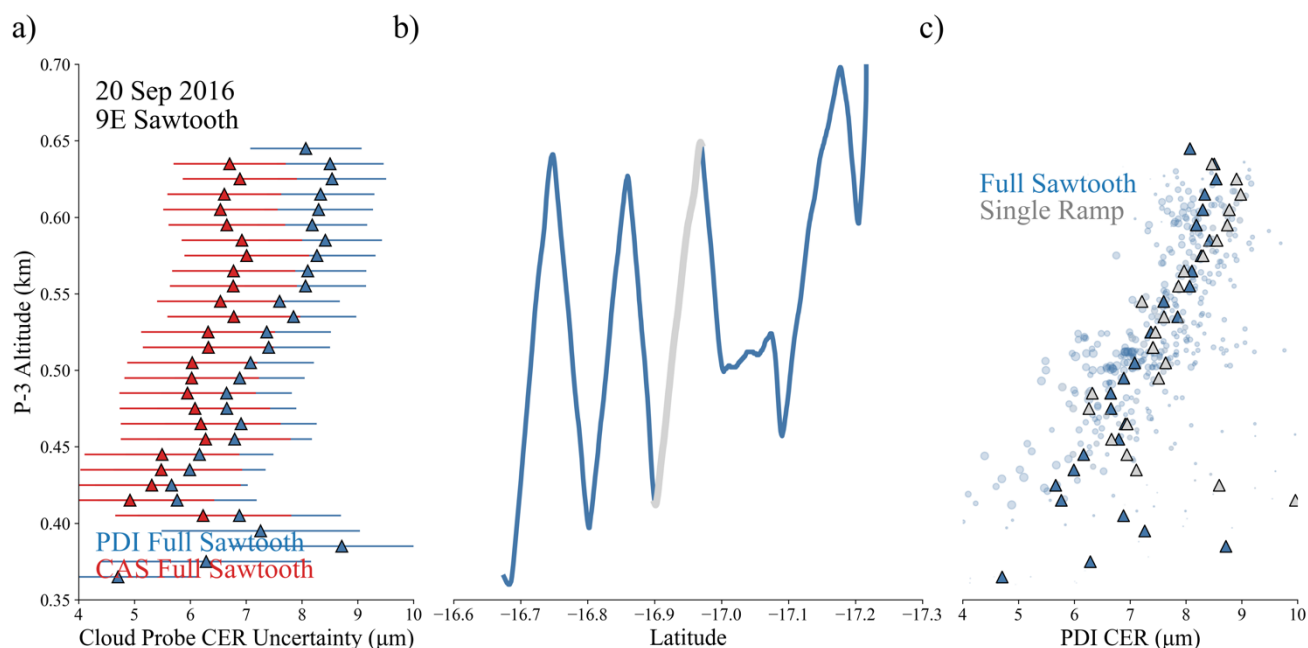 a)
b)
c)
0.70
0.65
0.60
0.55
0.50
0.45
0.40
0.35
P-3 Altitude (km)
20 Sep 2016
9E Sawtooth
PDI Full Sawtooth
CAS Full Sawtooth
4 5 6 7 8 9 10
Cloud Probe CER Uncertainty (μm)
−16.6 −16.7 −16.8 −16.9 −17.0 −17.1 −17.2 −17.3
Latitude
Full Sawtooth
Single Ramp
4 5 6 7 8 9 10
PDI CER (μm)